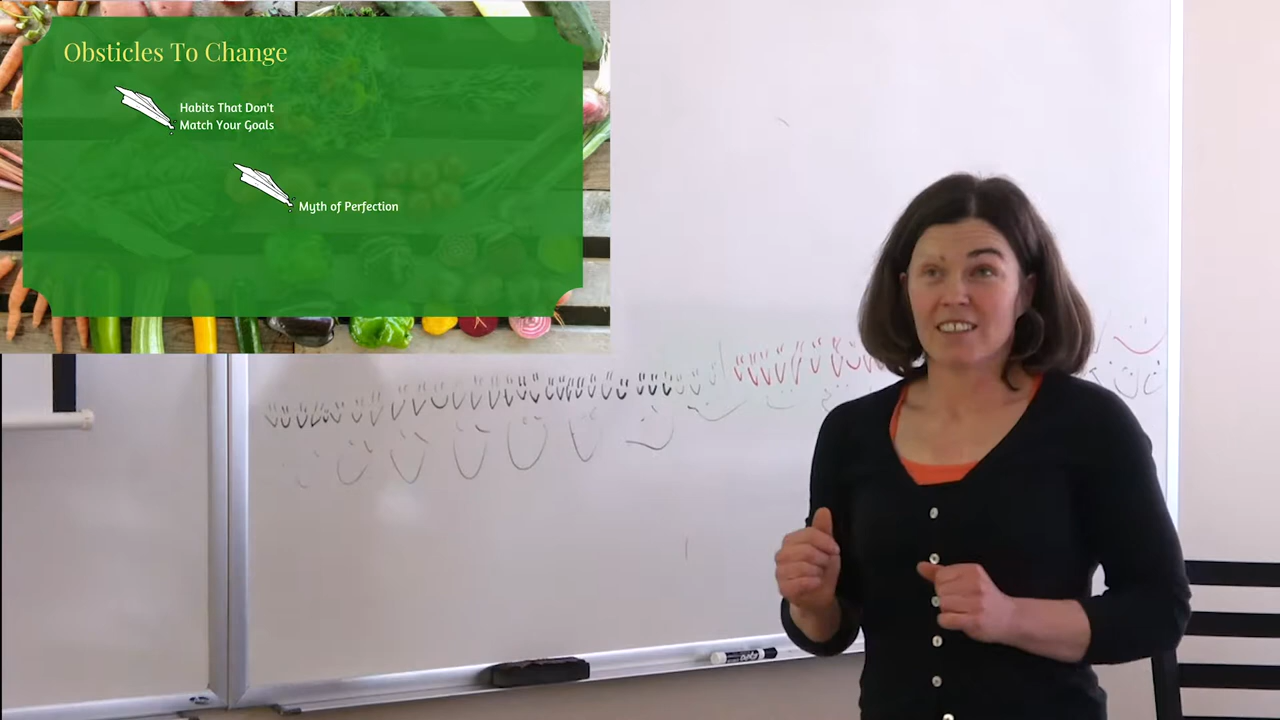 Obsticles To Change
Habits That Don't
Match Your Goals
Myth of Perfection